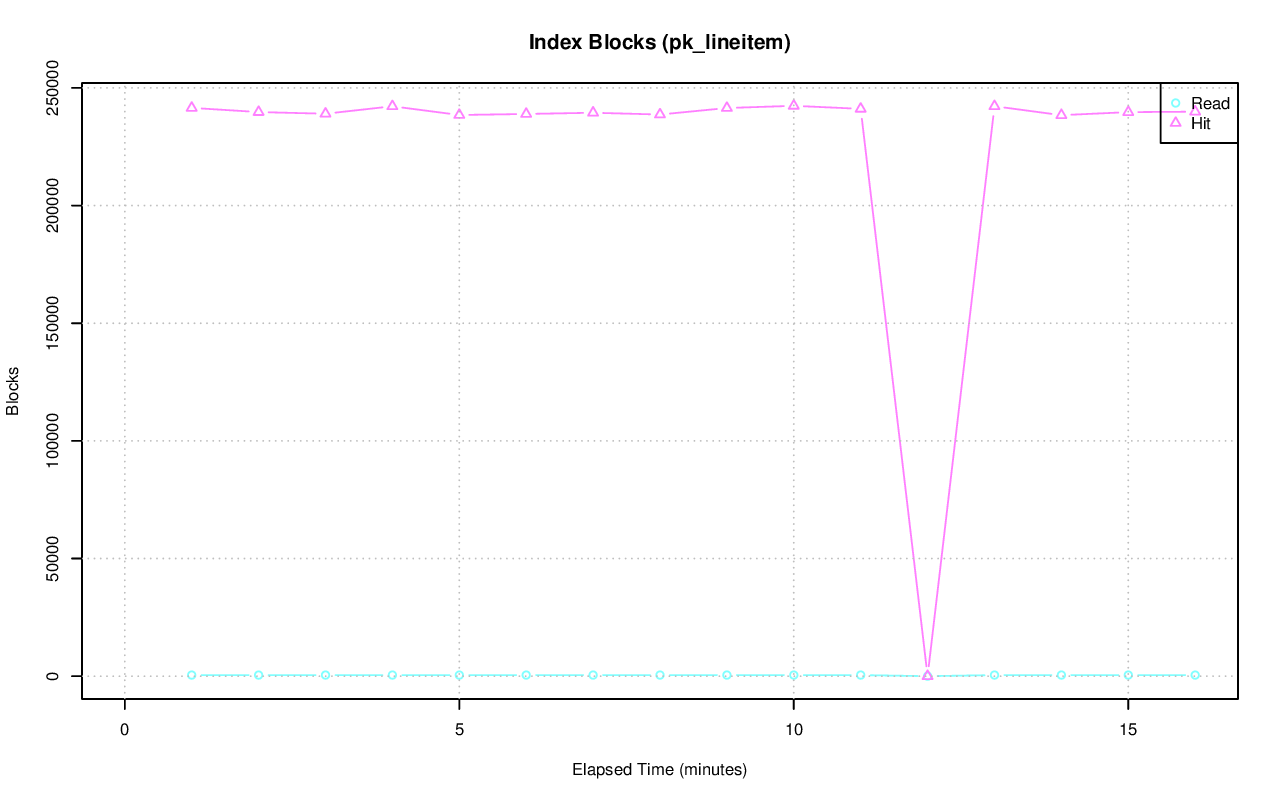 Index Blocks (pk_lineitem)
Read
Hit
250000
200000
150000
100000
50000
0
Blocks
0 5 10 15
Elapsed Time (minutes)